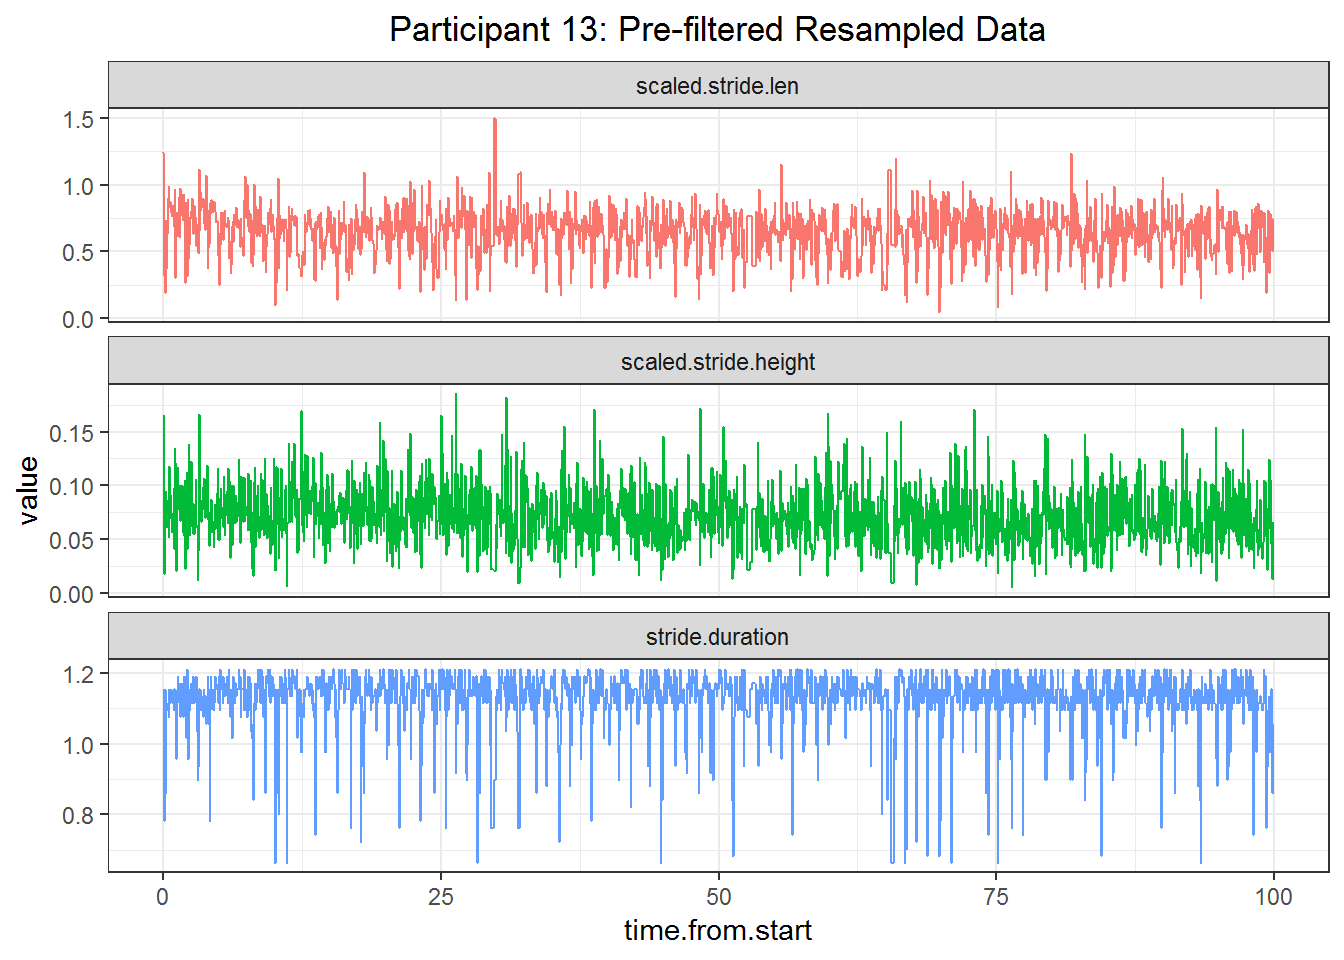 Participant 13: Pre-filtered Resampled Data
scaled.stride.len
1.5
1.0
0.5
0.0
scaled.stride.height
0.15
0.10
0.05
0.00
value
stride.duration
1.2
1.0
0.8
0 25 50 75 100
time.from.start